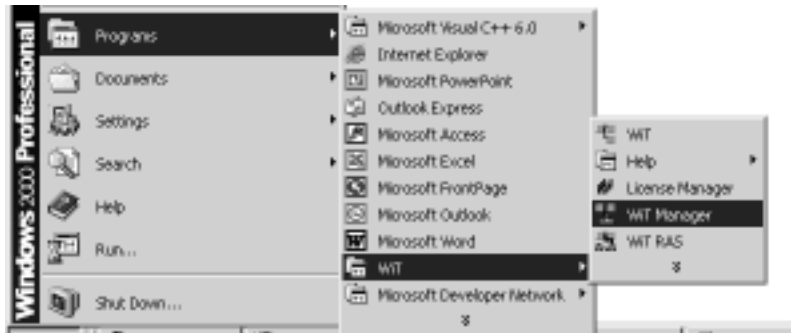 Windows 2000 Professional
Programs
Documents
Settings
Search
Help
Run...
Shut Down...
Microsoft Visual C++ 6.0
Internet Explorer
Microsoft PowerPoint
Outlook Express
Microsoft Access
Microsoft Excel
Microsoft FrontPage
Microsoft Outlook
Microsoft Word
WiT
Microsoft Developer Network
WiT
Help
License Manager
WiT Manager
WiT RAS